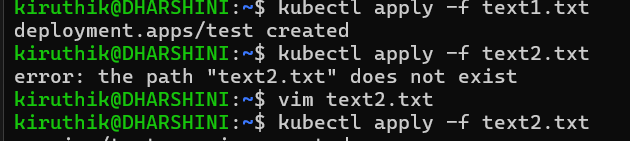 kiruthik@DHARSHINI:~$ kubectl apply -f text1.txt
deployment.apps/test created
kiruthik@DHARSHINI:~$ kubectl apply -f text2.txt
error: the path "text2.txt" does not exist
kiruthik@DHARSHINI:~$ vim text2.txt
kiruthik@DHARSHINI:~$ kubectl apply -f text2.txt